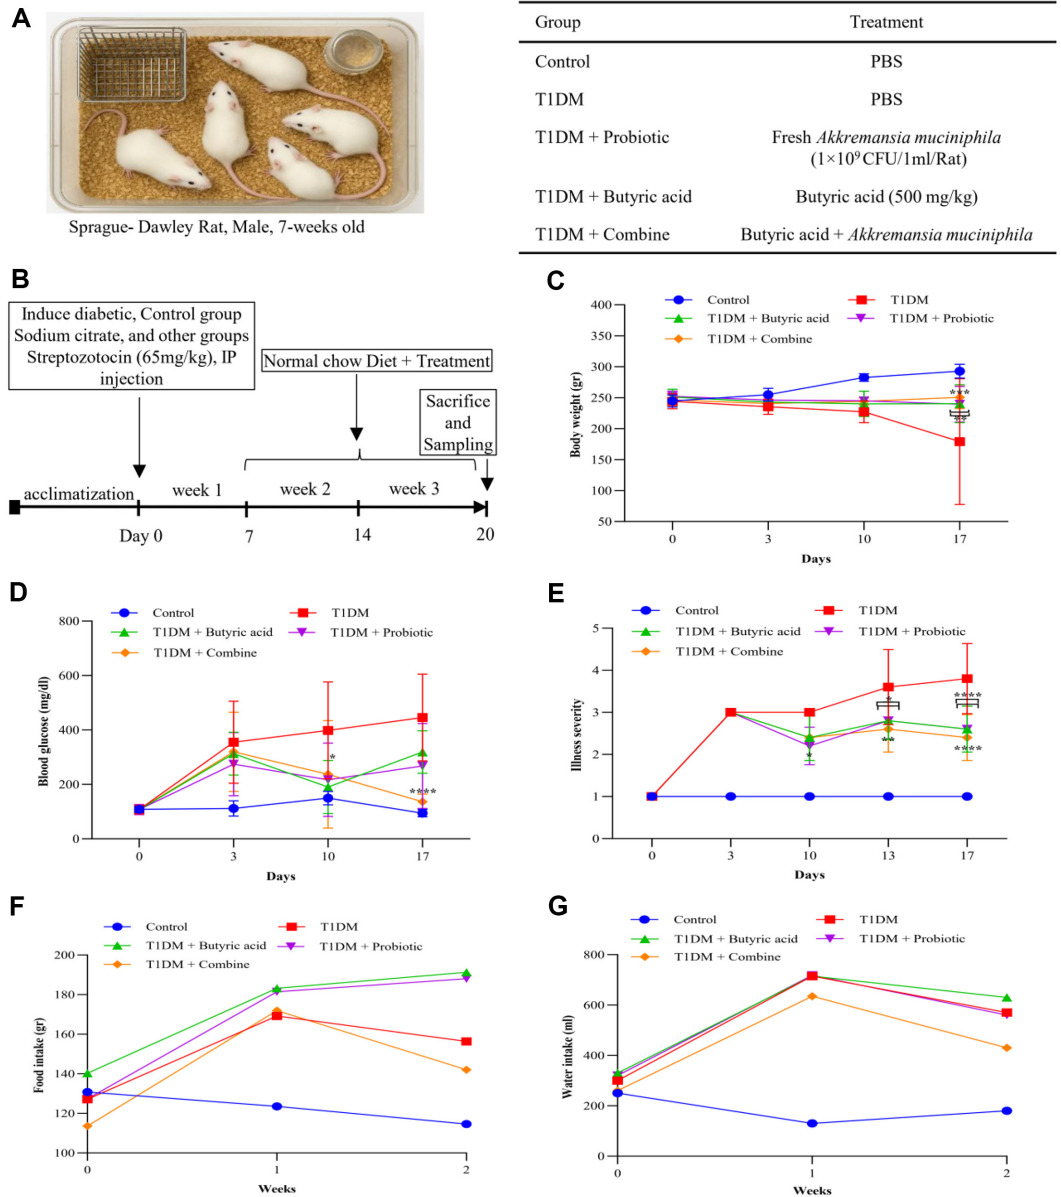 A
Sprague- Dawley Rat, Male, 7-weeks old
Group Treatment
Control PBS
T1DM PBS
T1DM + Probiotic Fresh Akkremansia muciniphila
(1×10⁹ CFU/1ml/Rat)
T1DM + Butyric acid Butyric acid (500 mg/kg)
T1DM + Combine Butyric acid + Akkremansia muciniphila
B
Induce diabetic, Control group
Sodium citrate, and other groups
Streptozotocin (65mg/kg), IP
injection
Normal chow Diet + Treatment
Sacrifice
and
Sampling
acclimatization week 1 week 2 week 3
Day 0 7 14 20
C
Control T1DM
T1DM + Butyric acid T1DM + Probiotic
T1DM + Combine
Body weight (gr)
400
350
300
250
200
150
100
50
***
**
0 3 10 17
Days
D
Control T1DM
T1DM + Butyric acid T1DM + Probiotic
T1DM + Combine
Blood glucose (mg/dl)
800
600
400
200
0
*
****
0 3 10 17
Days
E
Control T1DM
T1DM + Butyric acid T1DM + Probiotic
T1DM + Combine
Illness severity
5
4
3
2
1
0
*
*
**
****
****
0 3 10 13 17
Days
F
Control T1DM
T1DM + Butyric acid T1DM + Probiotic
T1DM + Combine
Food intake (gr)
200
180
160
140
120
100
0 1 2
Weeks
G
Control T1DM
T1DM + Butyric acid T1DM + Probiotic
T1DM + Combine
Water intake (ml)
800
600
400
200
0
0 1 2
Weeks